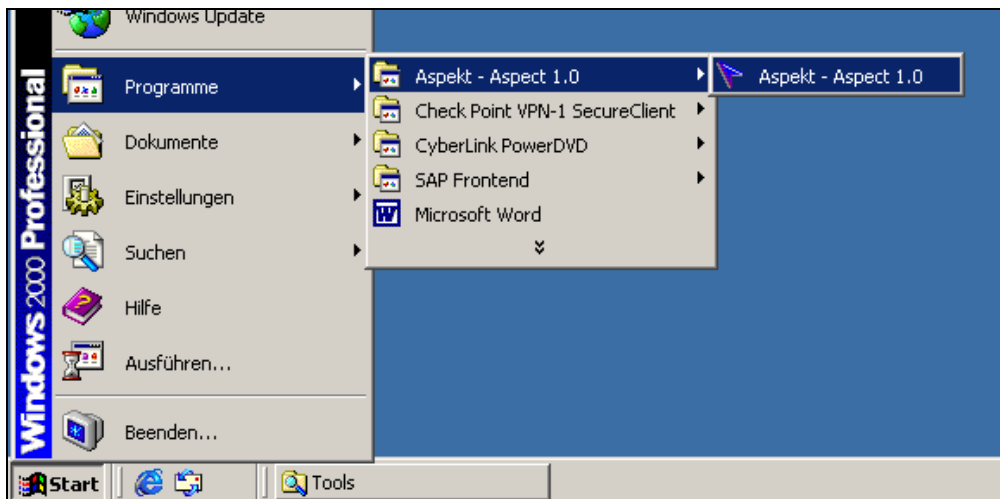 Windows Update
Programme
Aspekt - Aspect 1.0
Aspekt - Aspect 1.0
Check Point VPN-1 SecureClient
Dokumente
CyberLink PowerDVD
SAP Frontend
Einstellungen
Microsoft Word
Suchen
Hilfe
Ausführen...
Beenden...
Windows 2000 Professional
Start
Tools